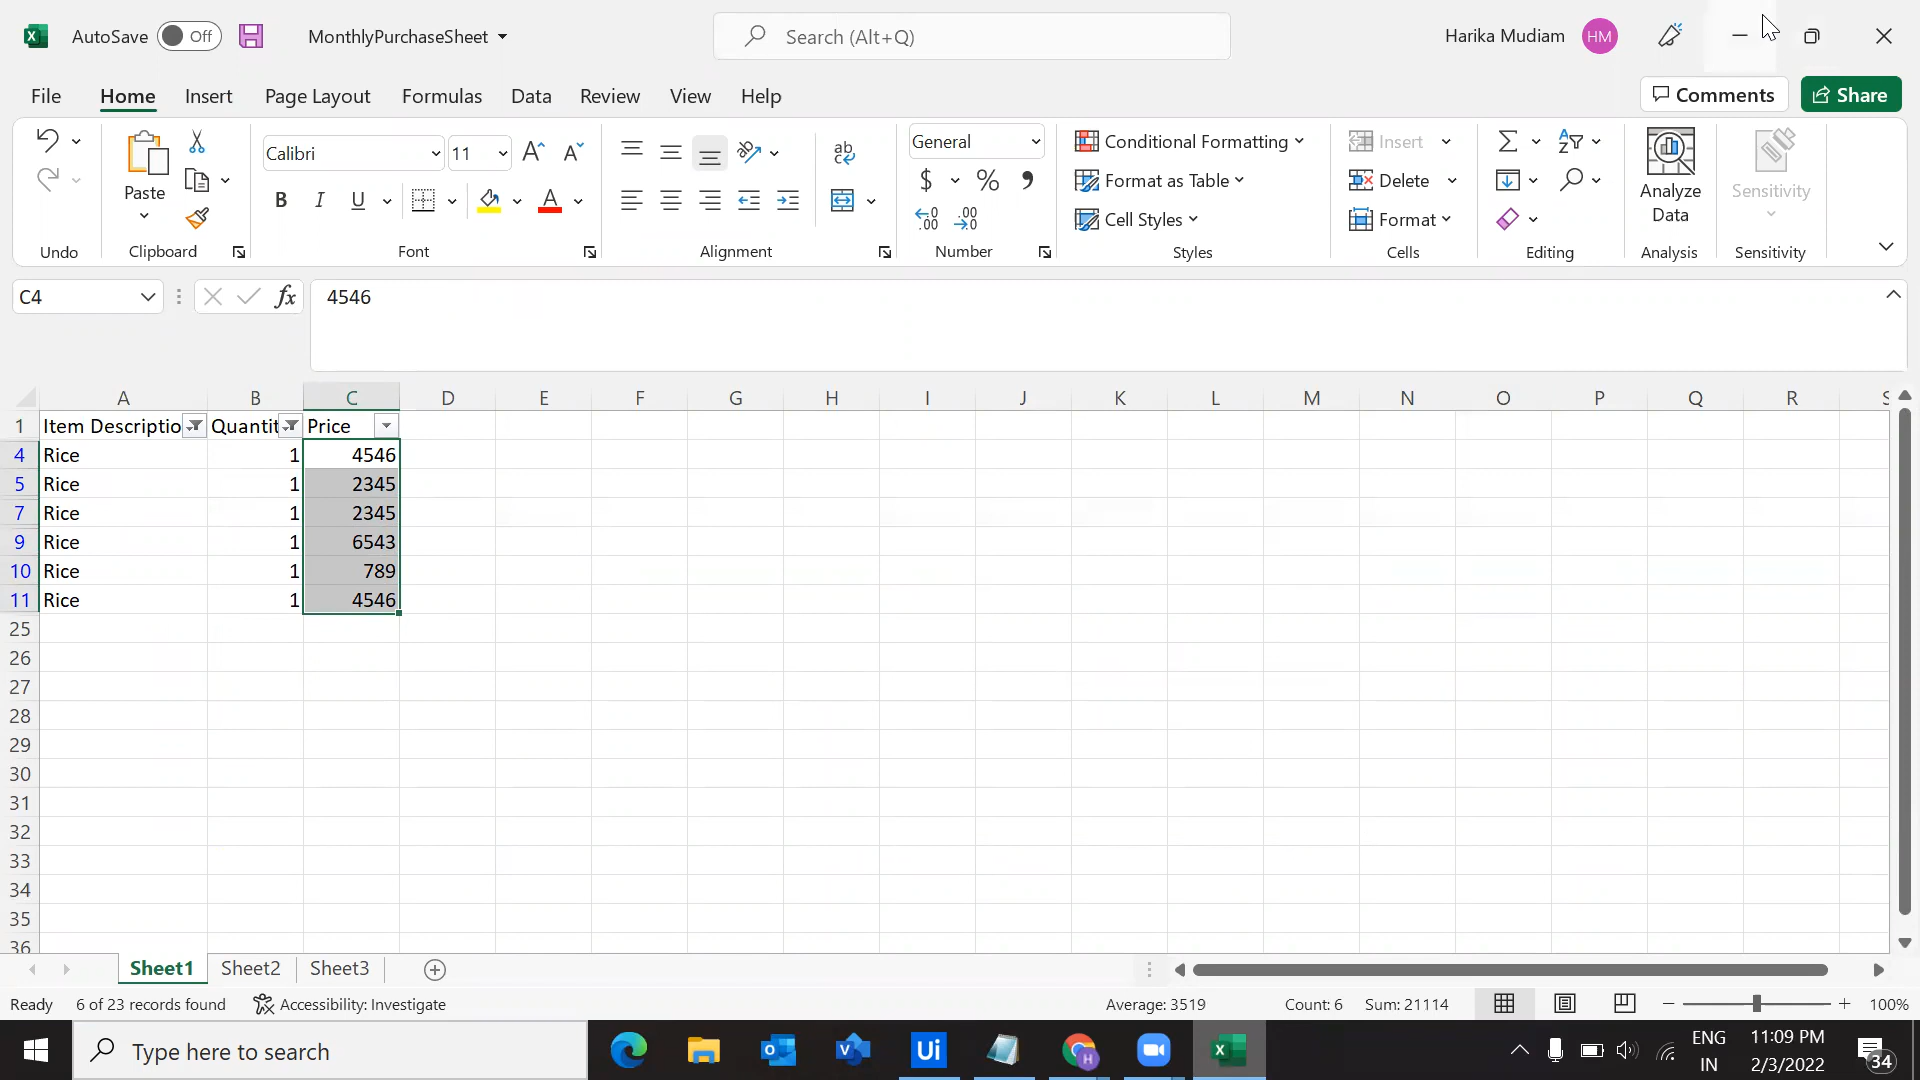 AutoSave Off MonthlyPurchaseSheet Search (Alt+Q) Harika Mudiam HM
File Home Insert Page Layout Formulas Data Review View Help Comments Share
Paste Calibri 11 B I U A General $ % , Conditional Formatting Format as Table Cell Styles Insert Delete Format Analyze Data Sensitivity
Undo Clipboard Font Alignment Number Styles Cells Editing Analysis Sensitivity
C4 fx 4546
A B C D E F G H I J K L M N O P Q R S
1 Item Descriptio Quantit Price
4 Rice 1 4546
5 Rice 1 2345
7 Rice 1 2345
9 Rice 1 6543
10 Rice 1 789
11 Rice 1 4546
25
26
27
28
29
30
31
32
33
34
35
36
Sheet1 Sheet2 Sheet3
Ready 6 of 23 records found Accessibility: Investigate Average: 3519 Count: 6 Sum: 21114 100%
Type here to search Ui H ENG 11:09 PM
IN 2/3/2022 34